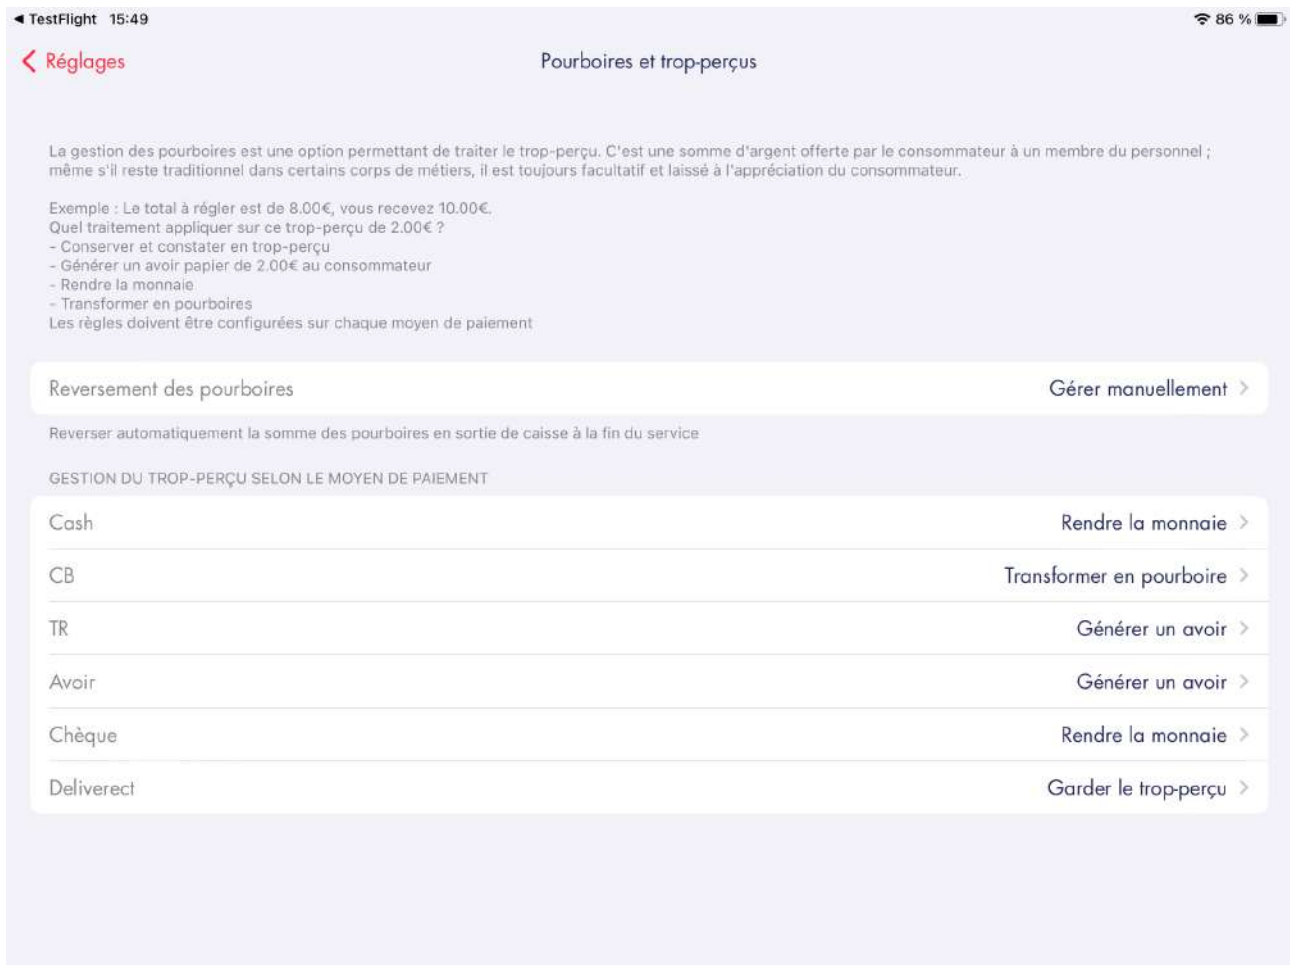 ◀ TestFlight 15:49 86 %
Réglages Pourboires et trop-perçus
La gestion des pourboires est une option permettant de traiter le trop-perçu. C'est une somme d'argent offerte par le consommateur à un membre du personnel ;
même s'il reste traditionnel dans certains corps de métiers, il est toujours facultatif et laissé à l'appréciation du consommateur.
Exemple : Le total à régler est de 8.00€, vous recevez 10.00€.
Quel traitement appliquer sur ce trop-perçu de 2.00€ ?
- Conserver et constater en trop-perçu
- Générer un avoir papier de 2.00€ au consommateur
- Rendre la monnaie
- Transformer en pourboires
Les règles doivent être configurées sur chaque moyen de paiement
Reversement des pourboires Gérer manuellement
Reverser automatiquement la somme des pourboires en sortie de caisse à la fin du service
GESTION DU TROP-PERÇU SELON LE MOYEN DE PAIEMENT
Cash Rendre la monnaie
CB Transformer en pourboire
TR Générer un avoir
Avoir Générer un avoir
Chèque Rendre la monnaie
Deliverect Garder le trop-perçu